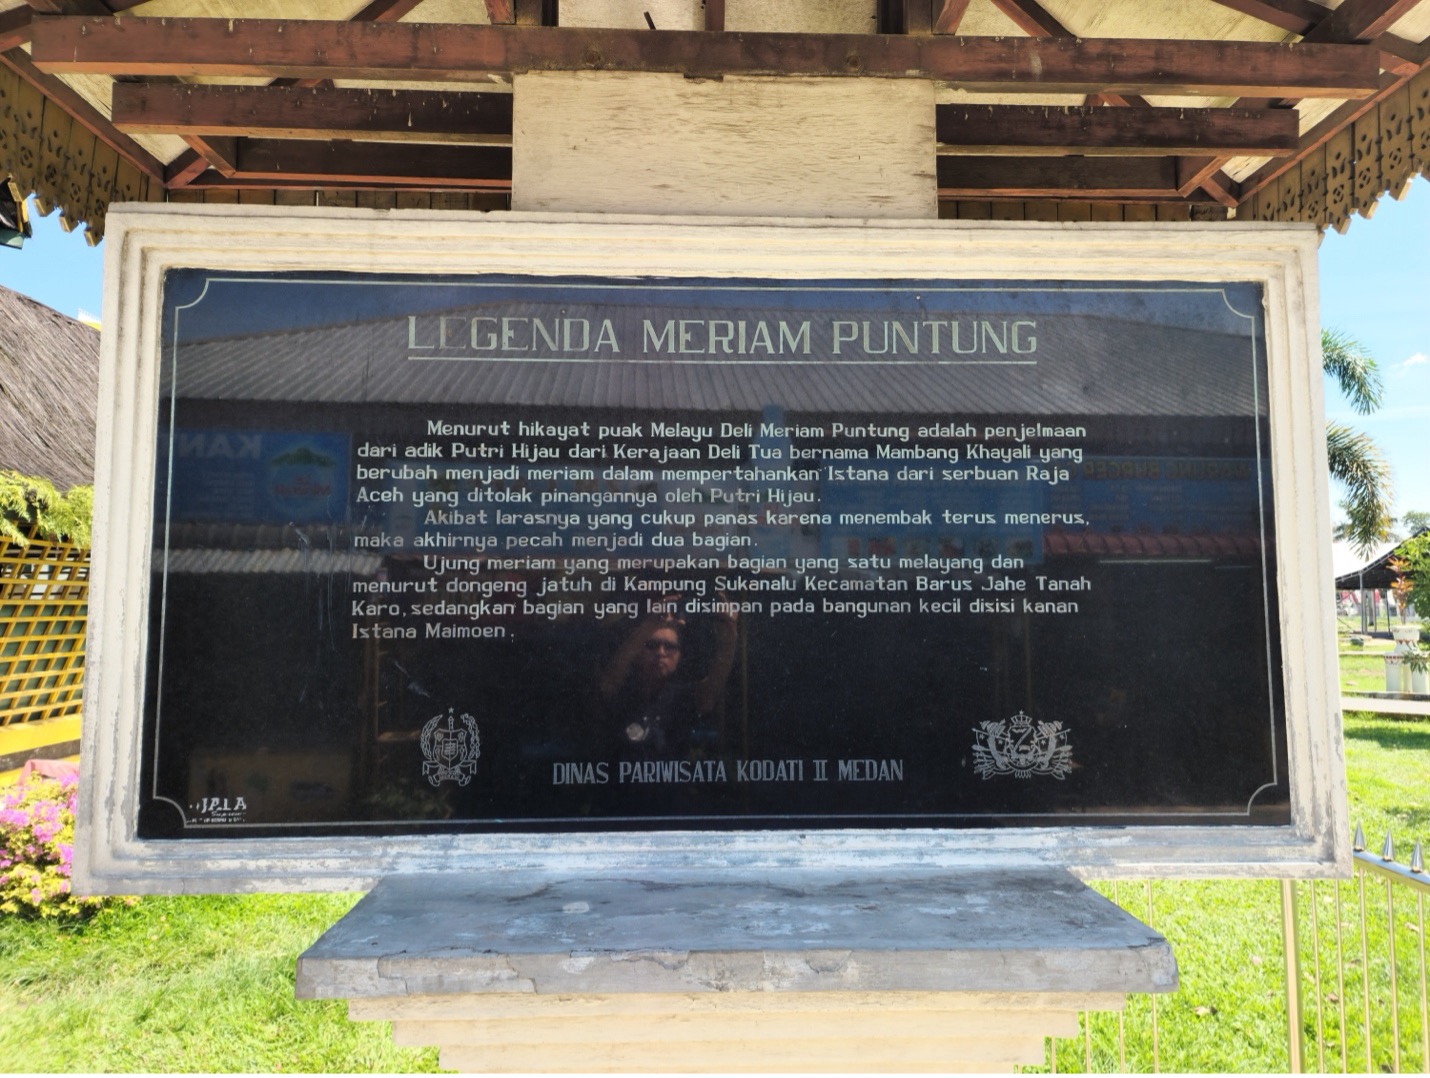 LEGENDA MERIAM PUNTUNG
Menurut hikayat puak Melayu Deli Meriam Puntung adalah penjelmaan
dari adik Putri Hijau dari Kerajaan Deli Tua bernama Mambang Khayali yang
berubah menjadi meriam dalam mempertahankan Istana dari serbuan Raja
Aceh yang ditolak pinangannya oleh Putri Hijau.
Akibat larasnya yang cukup panas karena menembak terus menerus,
maka akhirnya pecah menjadi dua bagian.
Ujung meriam yang merupakan bagian yang satu melayang dan
menurut dongeng jatuh di Kampung Sukanalu Kecamatan Barus Jahe Tanah
Karo, sedangkan bagian yang lain disimpan pada bangunan kecil disisi kanan
Istana Maimoen.
DINAS PARIWISATA KODATI II MEDAN
JALA